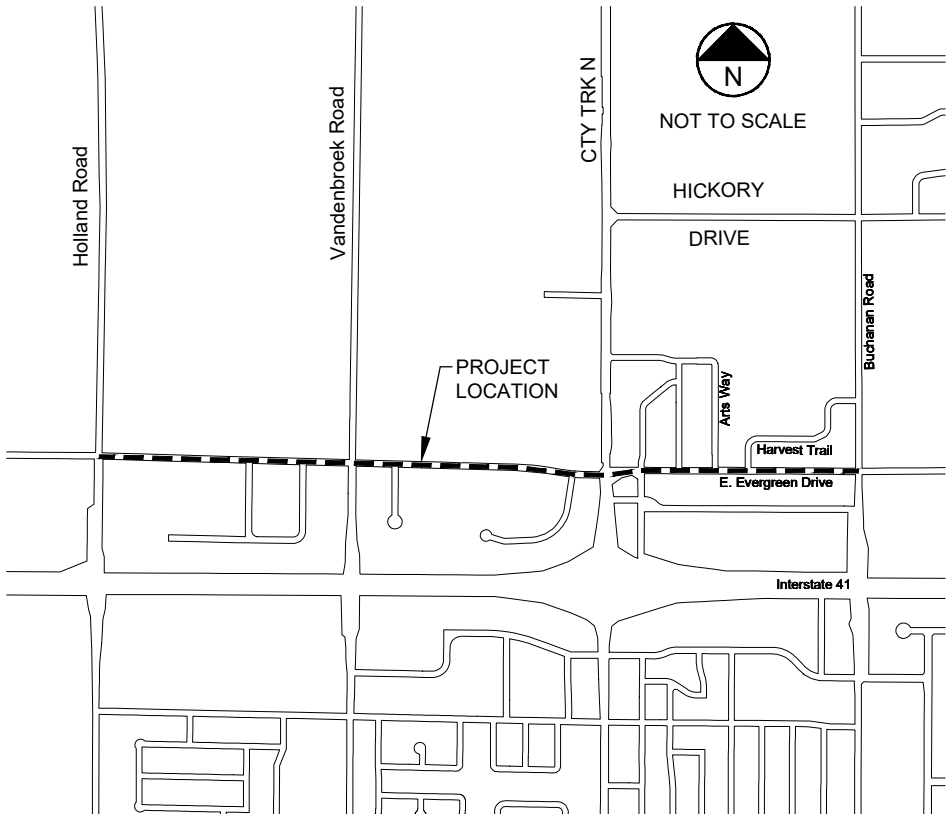 N
NOT TO SCALE
CTY TRK N
Vandenbroek Road
Holland Road
HICKORY
DRIVE
Buchanan Road
PROJECT
LOCATION
Arts Way
Harvest Trail
E. Evergreen Drive
Interstate 41